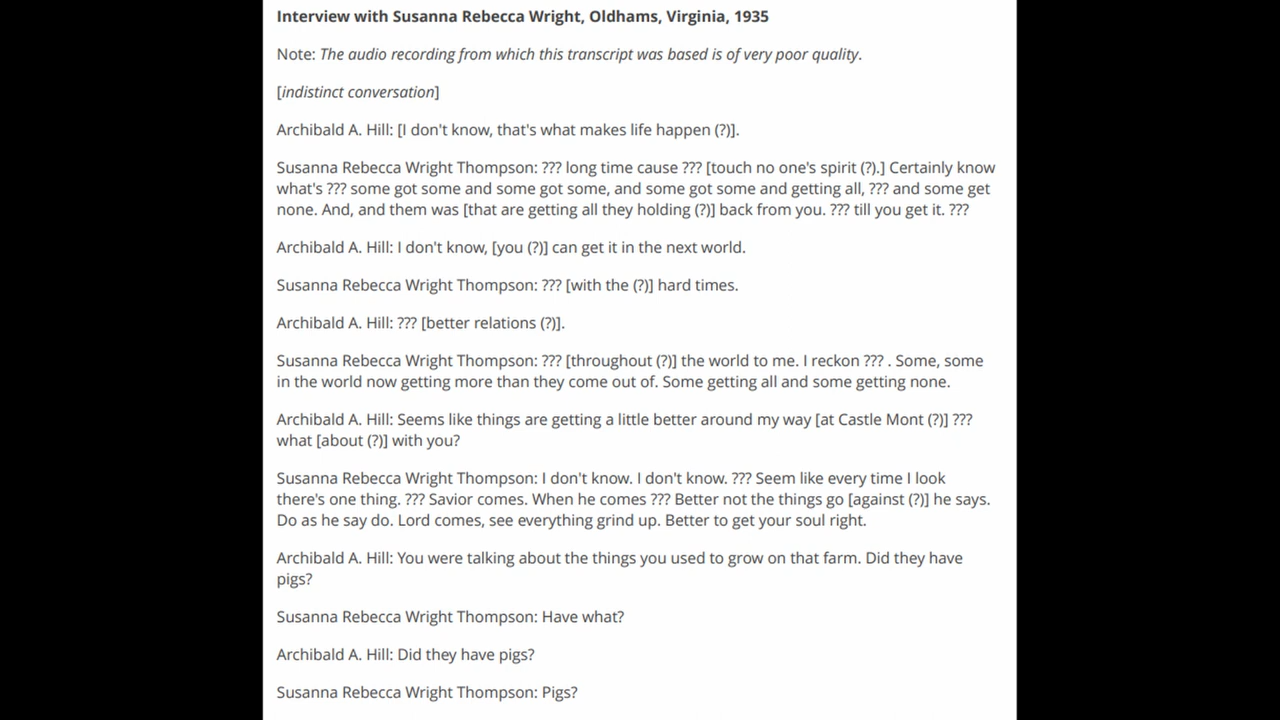 Interview with Susanna Rebecca Wright, Oldhams, Virginia, 1935
Note: The audio recording from which this transcript was based is of very poor quality.
[indistinct conversation]
Archibald A. Hill: [I don't know, that's what makes life happen (?)].
Susanna Rebecca Wright Thompson: ??? long time cause ??? [touch no one's spirit (?).] Certainly know
what's ??? some got some and some got some, and some got some and getting all, ??? and some get
none. And, and them was [that are getting all they holding (?)] back from you. ??? till you get it. ???
Archibald A. Hill: I don't know, [you (?)] can get it in the next world.
Susanna Rebecca Wright Thompson: ??? [with the (?)] hard times.
Archibald A. Hill: ??? [better relations (?)].
Susanna Rebecca Wright Thompson: ??? [throughout (?)] the world to me. I reckon ??? . Some, some
in the world now getting more than they come out of. Some getting all and some getting none.
Archibald A. Hill: Seems like things are getting a little better around my way [at Castle Mont (?)] ???
what [about (?)] with you?
Susanna Rebecca Wright Thompson: I don't know. I don't know. ??? Seem like every time I look
there's one thing. ??? Savior comes. When he comes ??? Better not the things go [against (?)] he says.
Do as he say do. Lord comes, see everything grind up. Better to get your soul right.
Archibald A. Hill: You were talking about the things you used to grow on that farm. Did they have
pigs?
Susanna Rebecca Wright Thompson: Have what?
Archibald A. Hill: Did they have pigs?
Susanna Rebecca Wright Thompson: Pigs?